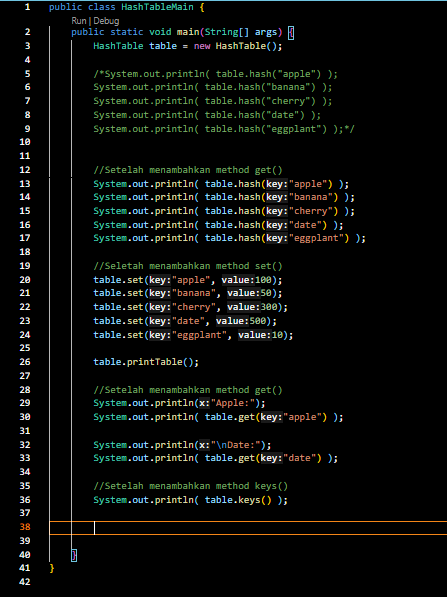 1 public class HashTableMain {
Run | Debug
2 public static void main(String[] args) {
3 HashTable table = new HashTable();
4
5 /*System.out.println( table.hash("apple") );
6 System.out.println( table.hash("banana") );
7 System.out.println( table.hash("cherry") );
8 System.out.println( table.hash("date") );
9 System.out.println( table.hash("eggplant") );*/
10
11
12 //Setelah menambahkan method get()
13 System.out.println( table.hash(key:"apple") );
14 System.out.println( table.hash(key:"banana") );
15 System.out.println( table.hash(key:"cherry") );
16 System.out.println( table.hash(key:"date") );
17 System.out.println( table.hash(key:"eggplant") );
18
19 //Seletah menambahkan method set()
20 table.set(key:"apple", value:100);
21 table.set(key:"banana", value:50);
22 table.set(key:"cherry", value:300);
23 table.set(key:"date", value:500);
24 table.set(key:"eggplant", value:10);
25
26 table.printTable();
27
28 //Setelah menambahkan method get()
29 System.out.println(x:"Apple:");
30 System.out.println( table.get(key:"apple") );
31
32 System.out.println(x:"\nDate:");
33 System.out.println( table.get(key:"date") );
34
35 //Setelah menambahkan method keys()
36 System.out.println( table.keys() );
37
38
39
40 }
41 }
42